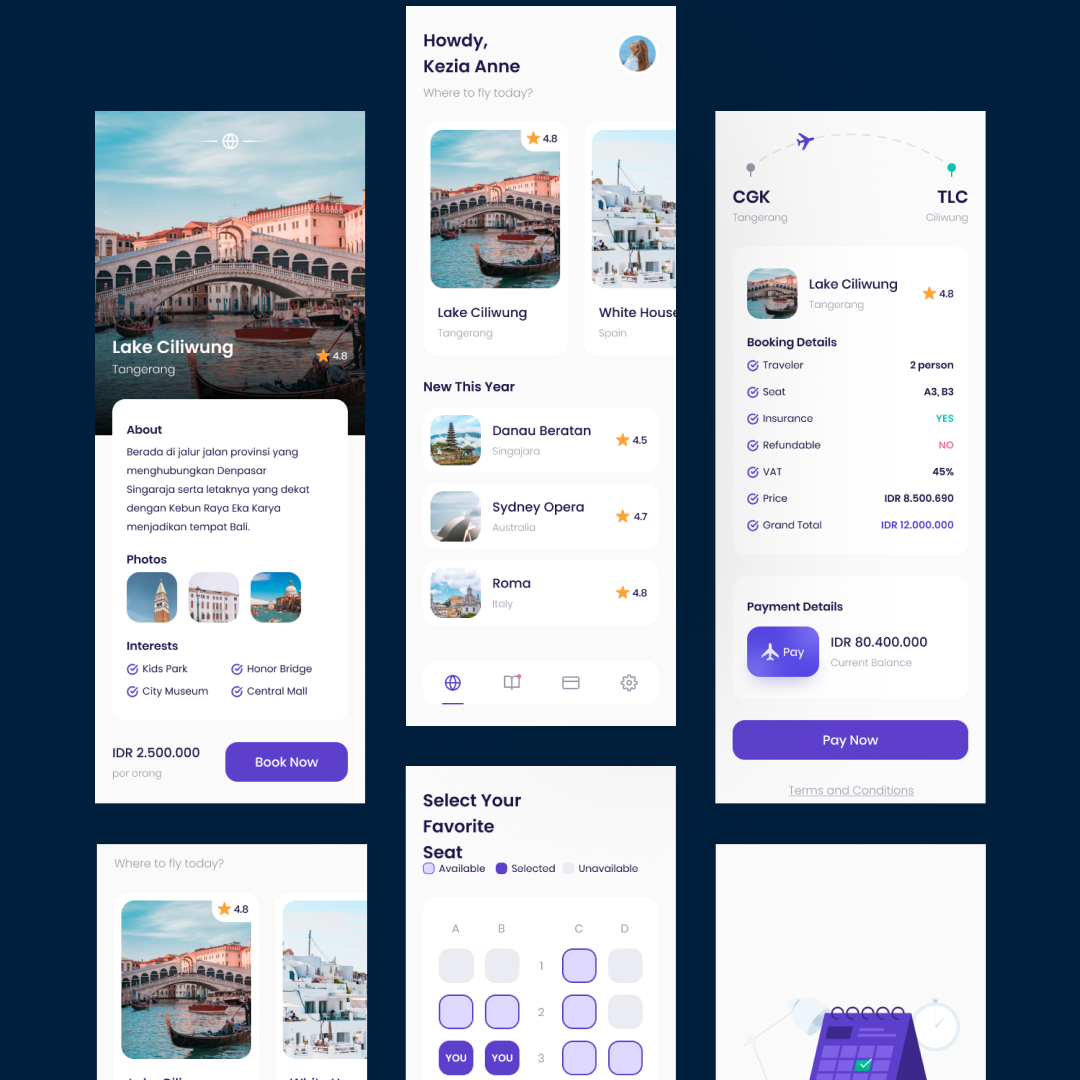 Howdy,
Kezia Anne
Where to fly today?
4.8
Lake Ciliwung
Tangerang
White House
Spain
New This Year
Danau Beratan
Singajara
4.5
Sydney Opera
Australia
4.7
Roma
Italy
4.8
Lake Ciliwung
Tangerang
4.8
About
Berada di jalur jalan provinsi yang
menghubungkan Denpasar
Singaraja serta letaknya yang dekat
dengan Kebun Raya Eka Karya
menjadikan tempat Bali.
Photos
Interests
Kids Park
Honor Bridge
City Museum
Central Mall
IDR 2.500.000
per orang
Book Now
CGK
TLC
Tangerang
Ciliwung
Lake Ciliwung
Tangerang
4.8
Booking Details
Traveler 2 person
Seat A3, B3
Insurance YES
Refundable NO
VAT 45%
Price IDR 8.500.690
Grand Total IDR 12.000.000
Payment Details
Pay
IDR 80.400.000
Current Balance
Pay Now
Terms and Conditions
Where to fly today?
4.8
Select Your
Favorite
Seat
Available Selected Unavailable
A B C D
1
2
YOU YOU 3